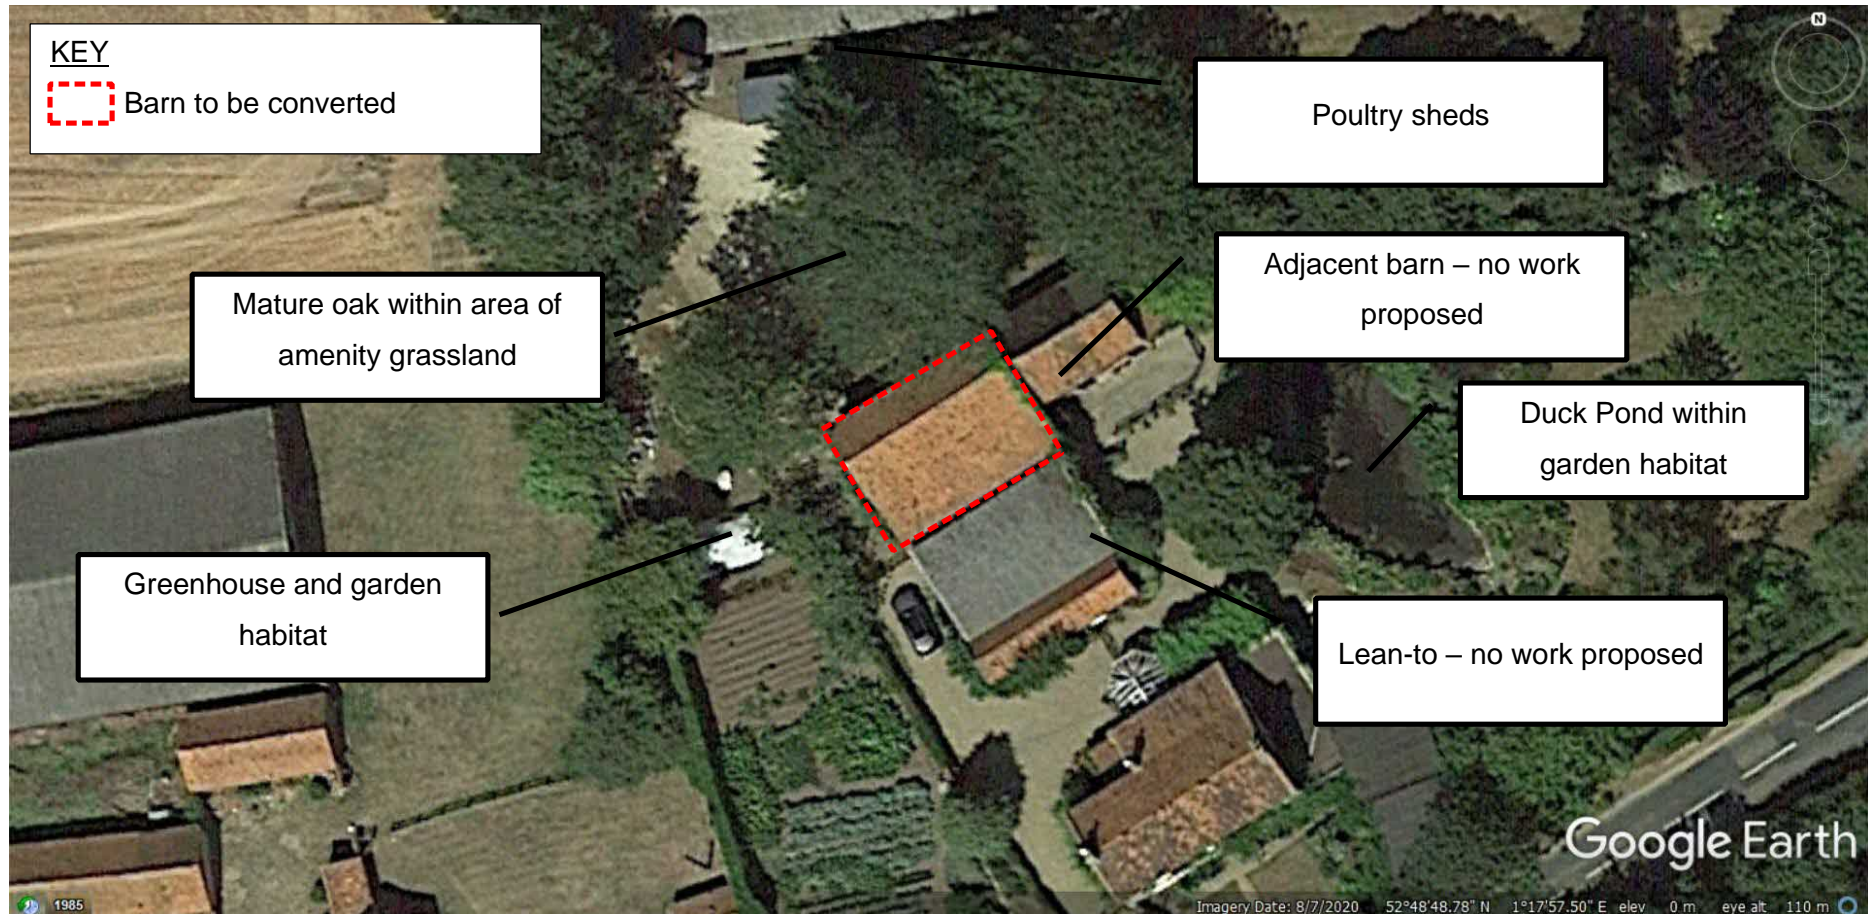 KEY
Barn to be converted
N
Poultry sheds
Mature oak within area of
amenity grassland
Adjacent barn – no work
proposed
Duck Pond within
garden habitat
Greenhouse and garden
habitat
Lean-to – no work proposed
Google Earth
1985
Imagery Date: 8/7/2020 52°48'48.78" N 1°17'57.50" E elev 0 m eye alt 110 m